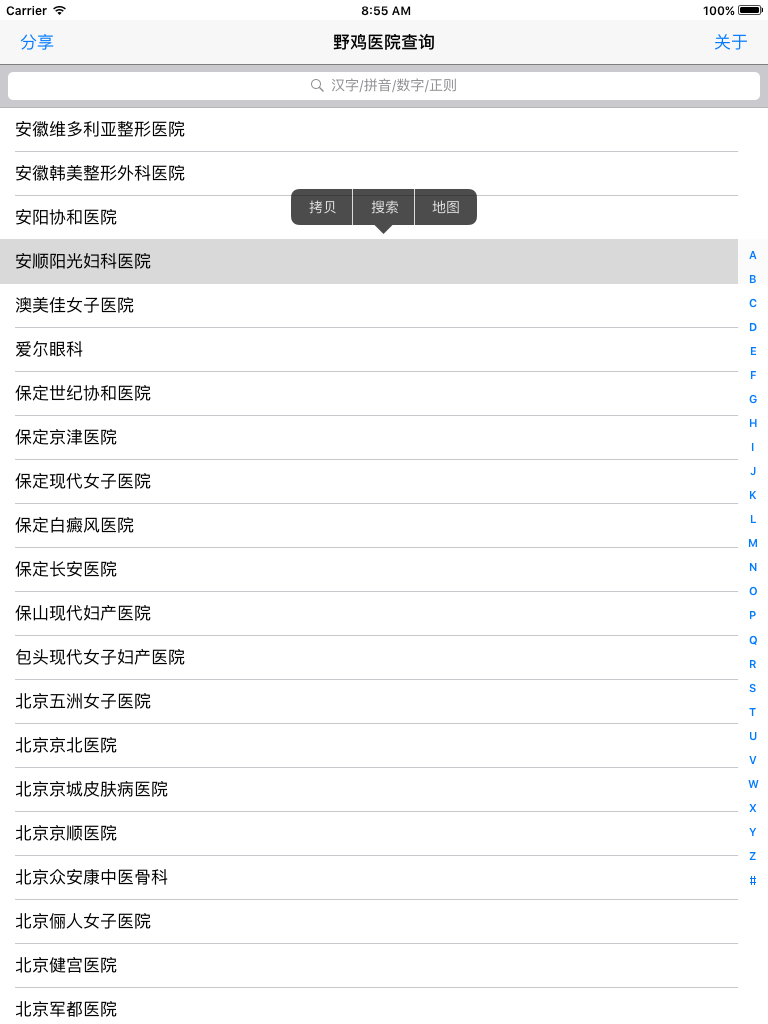 Carrier 8:55 AM 100%
分享 野鸡医院查询 关于
汉字/拼音/数字/正则
安徽维多利亚整形医院
安徽韩美整形外科医院
拷贝 搜索 地图
安阳协和医院
安顺阳光妇科医院
澳美佳女子医院
爱尔眼科
保定世纪协和医院
保定京津医院
保定现代女子医院
保定白癜风医院
保定长安医院
保山现代妇产医院
包头现代女子妇产医院
北京五洲女子医院
北京京北医院
北京京城皮肤病医院
北京京顺医院
北京众安康中医骨科
北京俪人女子医院
北京健宫医院
北京军都医院
A
B
C
D
E
F
G
H
I
J
K
L
M
N
O
P
Q
R
S
T
U
V
W
X
Y
Z
#